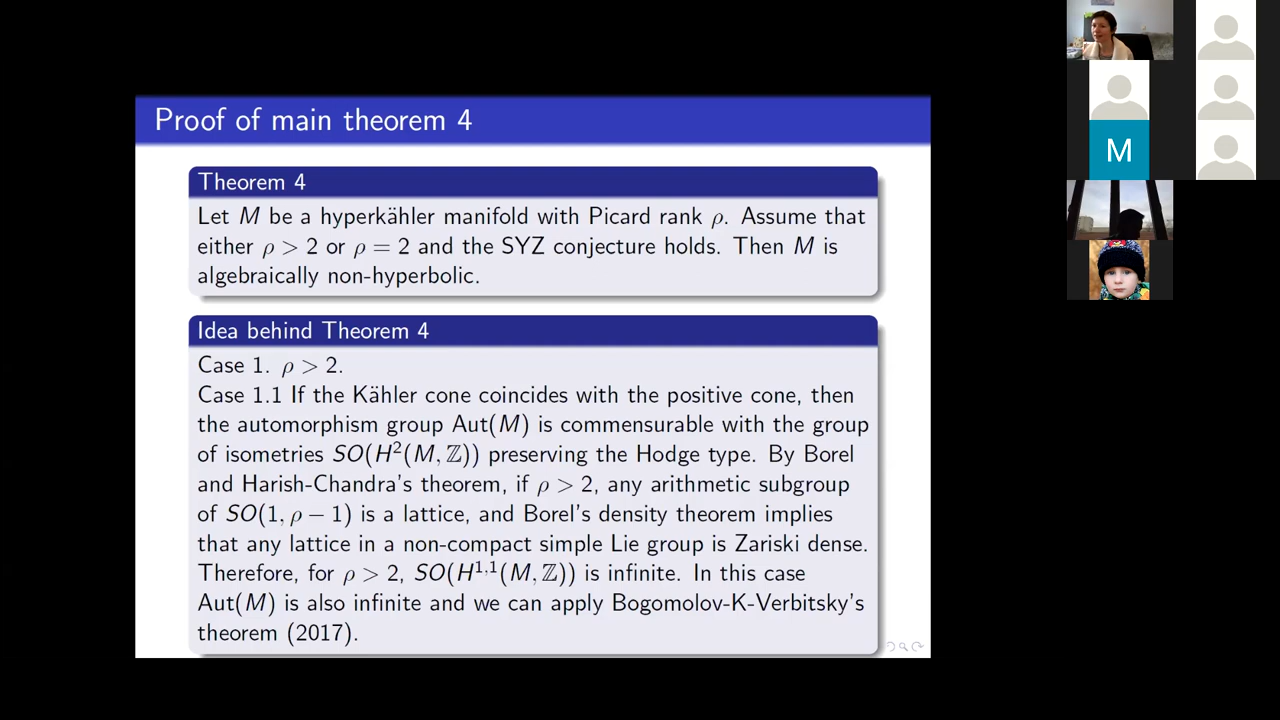 Proof of main theorem 4
Theorem 4
Let M be a hyperkähler manifold with Picard rank ρ. Assume that
either ρ > 2 or ρ = 2 and the SYZ conjecture holds. Then M is
algebraically non-hyperbolic.
Idea behind Theorem 4
Case 1. ρ > 2.
Case 1.1 If the Kähler cone coincides with the positive cone, then
the automorphism group Aut(M) is commensurable with the group
of isometries SO(H²(M, ℤ)) preserving the Hodge type. By Borel
and Harish-Chandra's theorem, if ρ > 2, any arithmetic subgroup
of SO(1, ρ − 1) is a lattice, and Borel's density theorem implies
that any lattice in a non-compact simple Lie group is Zariski dense.
Therefore, for ρ > 2, SO(H¹,¹(M, ℤ)) is infinite. In this case
Aut(M) is also infinite and we can apply Bogomolov-K-Verbitsky's
theorem (2017).
M